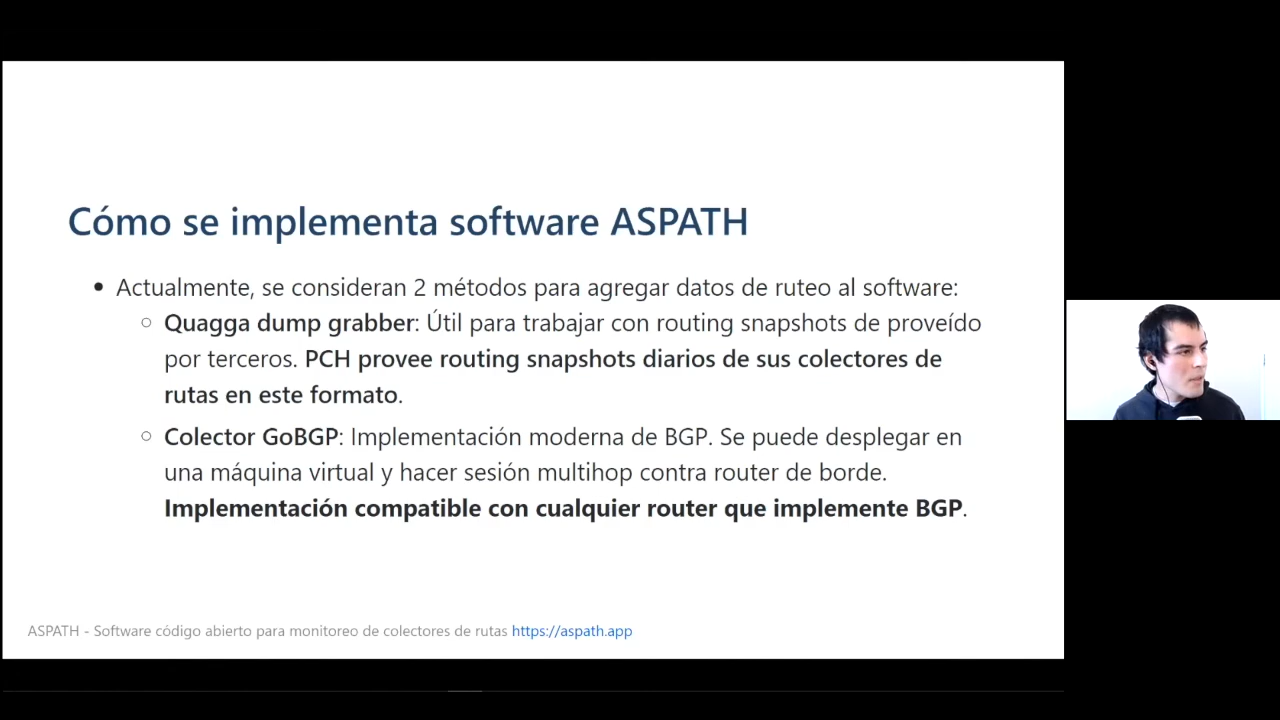 Cómo se implementa software ASPATH
• Actualmente, se consideran 2 métodos para agregar datos de ruteo al software:
○ Quagga dump grabber: Útil para trabajar con routing snapshots de proveído
por terceros. PCH provee routing snapshots diarios de sus colectores de
rutas en este formato.
○ Colector GoBGP: Implementación moderna de BGP. Se puede desplegar en
una máquina virtual y hacer sesión multihop contra router de borde.
Implementación compatible con cualquier router que implemente BGP.
ASPATH - Software código abierto para monitoreo de colectores de rutas https://aspath.app